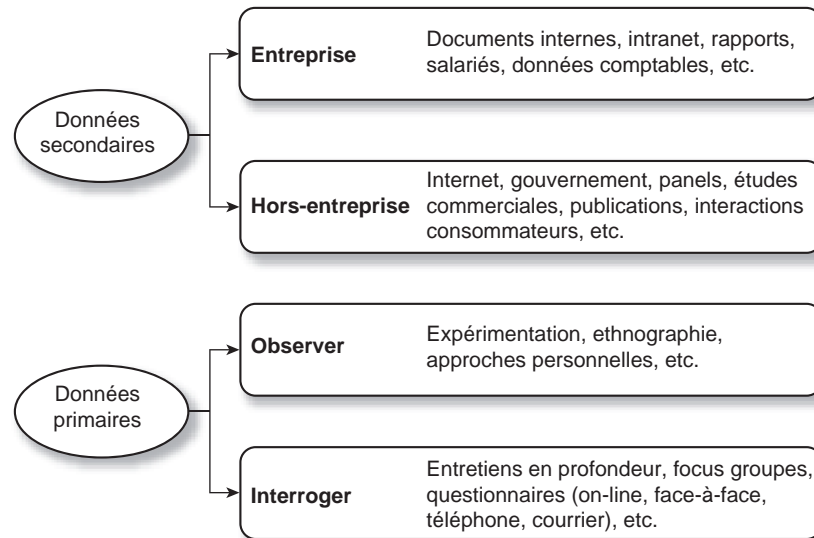 Données
secondaires
Entreprise
Documents internes, intranet, rapports,
salariés, données comptables, etc.
Hors-entreprise
Internet, gouvernement, panels, études
commerciales, publications, interactions
consommateurs, etc.
Données
primaires
Observer
Expérimentation, ethnographie,
approches personnelles, etc.
Interroger
Entretiens en profondeur, focus groupes,
questionnaires (on-line, face-à-face,
téléphone, courrier), etc.